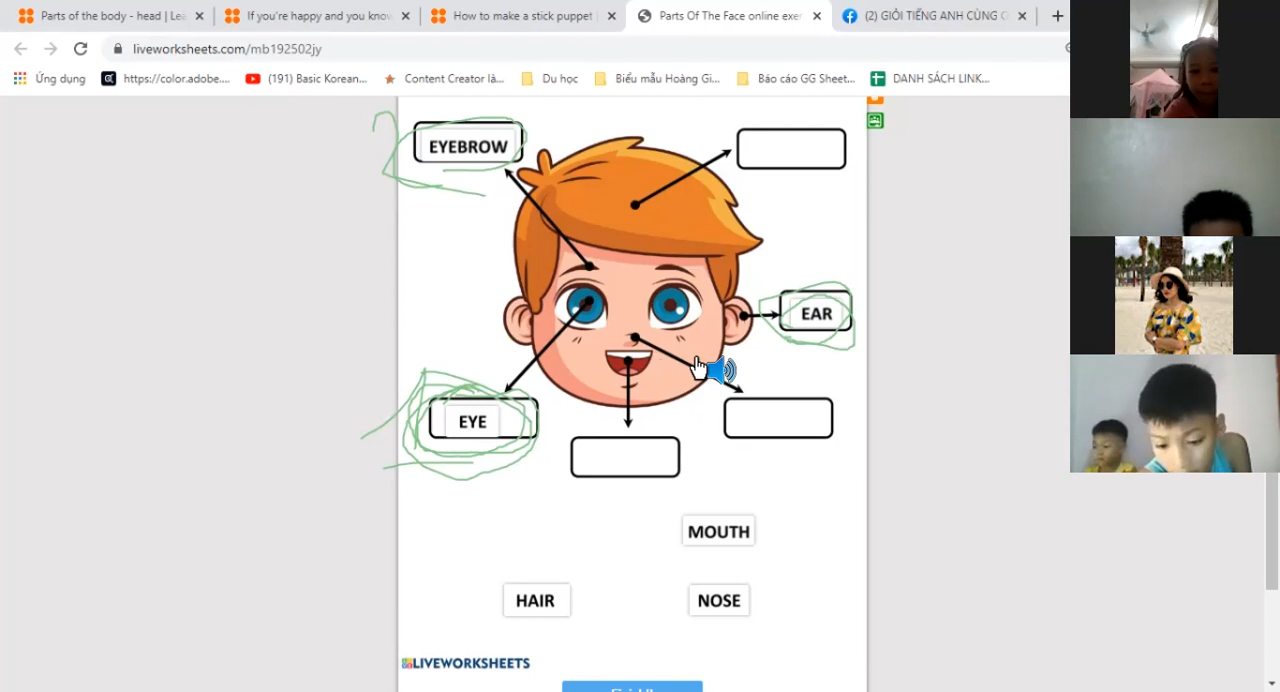 Parts of the body - head | Lea
If you're happy and you know
How to make a stick puppet
Parts Of The Face online exer
(2) GIỎI TIẾNG ANH CÙNG C
liveworksheets.com/mb192502jy
Ứng dụng
https://color.adobe....
(191) Basic Korean...
Content Creator là...
Du học
Biểu mẫu Hoàng Gi...
Báo cáo GG Sheet...
DANH SÁCH LINK...
EYEBROW
EAR
EYE
MOUTH
HAIR
NOSE
LIVEWORKSHEETS